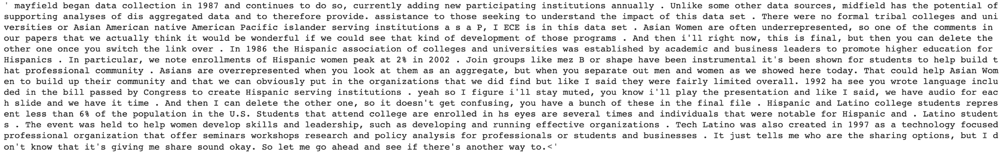 ' mayfield began data collection in 1987 and continues to do so, currently adding new participating institutions annually . Unlike some other data sources, midfield has the potential of
supporting analyses of dis aggregated data and to therefore provide. assistance to those seeking to understand the impact of this data set . There were no formal tribal colleges and uni
versities or Asian American native American Pacific islander serving institutions a s a P, I ECE is in this data set . Asian Women are often underrepresented, so one of the comments in
our papers that we actually think it would be wonderful if we could see that kind of development of those programs . And then i'll right now, this is final, but then you can delete the
other one once you switch the link over . In 1986 the Hispanic association of colleges and universities was established by academic and business leaders to promote higher education for
Hispanics . In particular, we note enrollments of Hispanic women peak at 2% in 2002 . Join groups like mez B or shape have been instrumental it's been shown for students to help build t
hat professional community . Asians are overrepresented when you look at them as an aggregate, but when you separate out men and women as we showed here today. That could help Asian Wom
en to build up their community and that we can obviously put in the organizations that we did find but like I said they were fairly limited overall. 1992 ha see you wrote language inclu
ded in the bill passed by Congress to create Hispanic serving institutions . yeah so I figure i'll stay muted, you know i'll play the presentation and like I said, we have audio for eac
h slide and we have it time . And then I can delete the other one, so it doesn't get confusing, you have a bunch of these in the final file . Hispanic and Latino college students repres
ent less than 6% of the population in the U.S. Students that attend college are enrolled in hs eyes are several times and individuals that were notable for Hispanic and . Latino student
s . The event was held to help women develop skills and leadership, such as developing and running effective organizations . Tech Latino was also created in 1997 as a technology focused
professional organization that offer seminars workshops research and policy analysis for professionals or students and businesses . It just tells me who are the sharing options, but I d
on't know that it's giving me share sound okay. So let me go ahead and see if there's another way to.<'